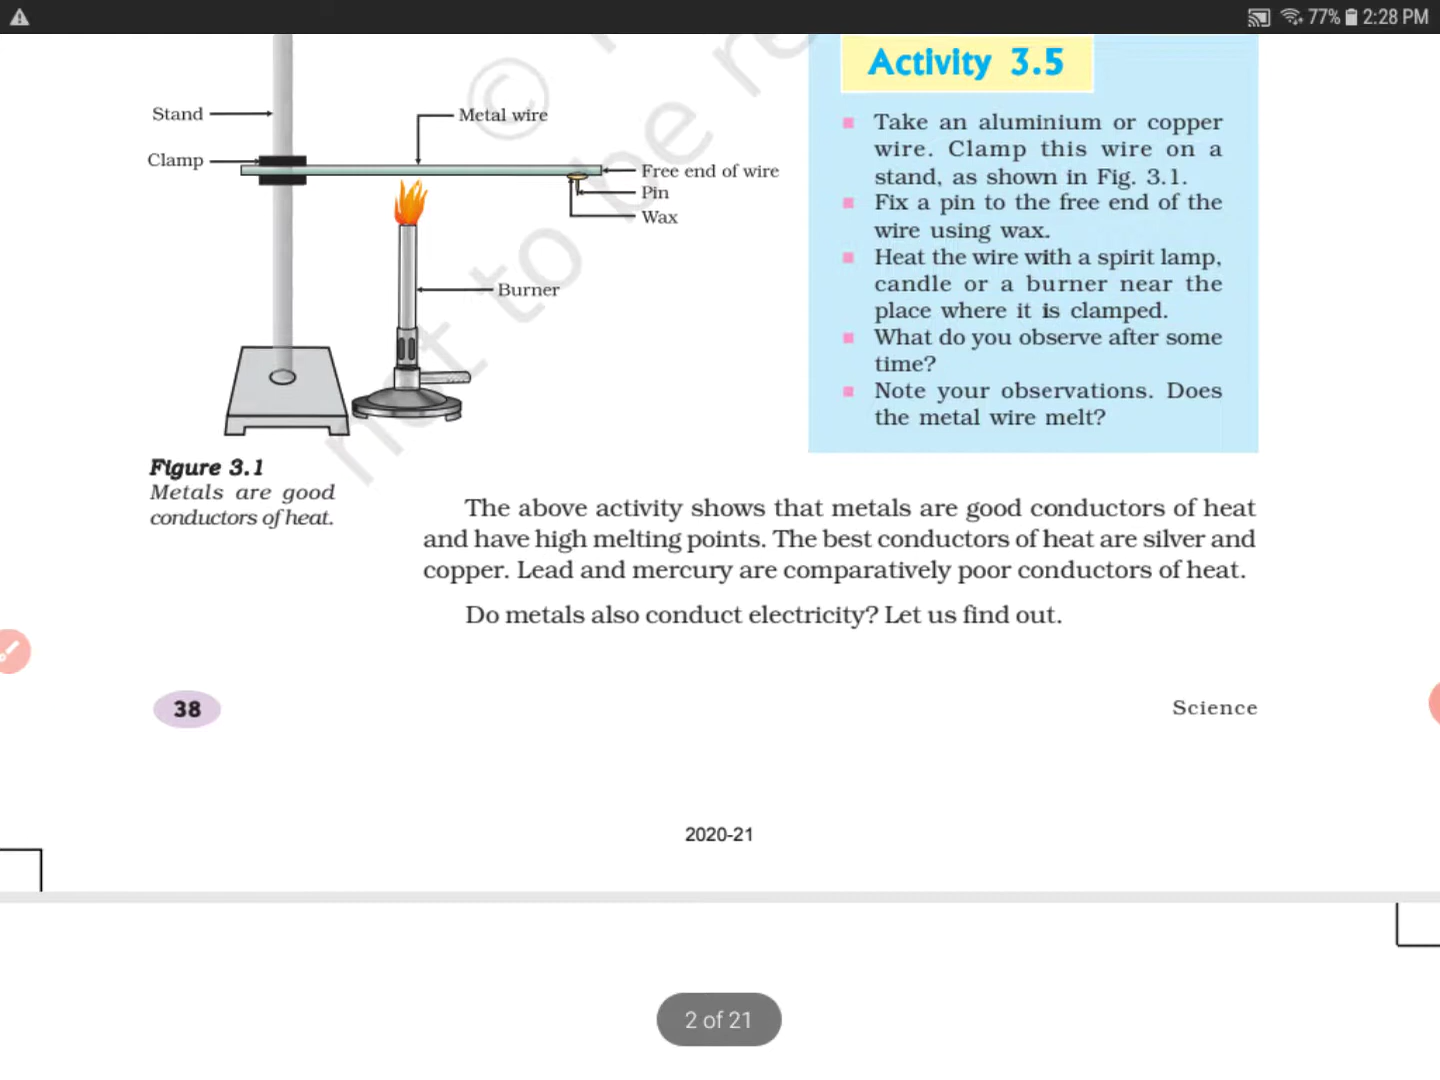 77% 2:28 PM
Stand
Metal wire
Clamp
Free end of wire
Pin
Wax
Burner
Figure 3.1
Metals are good
conductors of heat.
Activity 3.5
Take an aluminium or copper
wire. Clamp this wire on a
stand, as shown in Fig. 3.1.
Fix a pin to the free end of the
wire using wax.
Heat the wire with a spirit lamp,
candle or a burner near the
place where it is clamped.
What do you observe after some
time?
Note your observations. Does
the metal wire melt?
The above activity shows that metals are good conductors of heat
and have high melting points. The best conductors of heat are silver and
copper. Lead and mercury are comparatively poor conductors of heat.
Do metals also conduct electricity? Let us find out.
38
Science
2020-21
2 of 21
©
not to be re